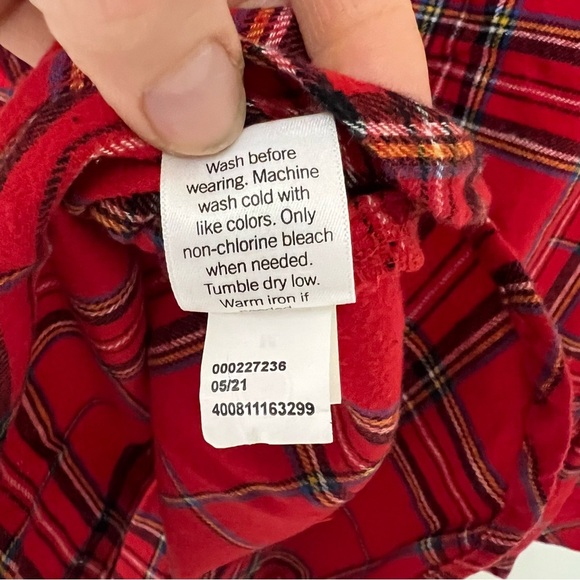 Wash before
wearing. Machine
wash cold with
like colors. Only
non-chlorine bleach
when needed.
Tumble dry low.
Warm iron if
000227236
05/21
400811163299